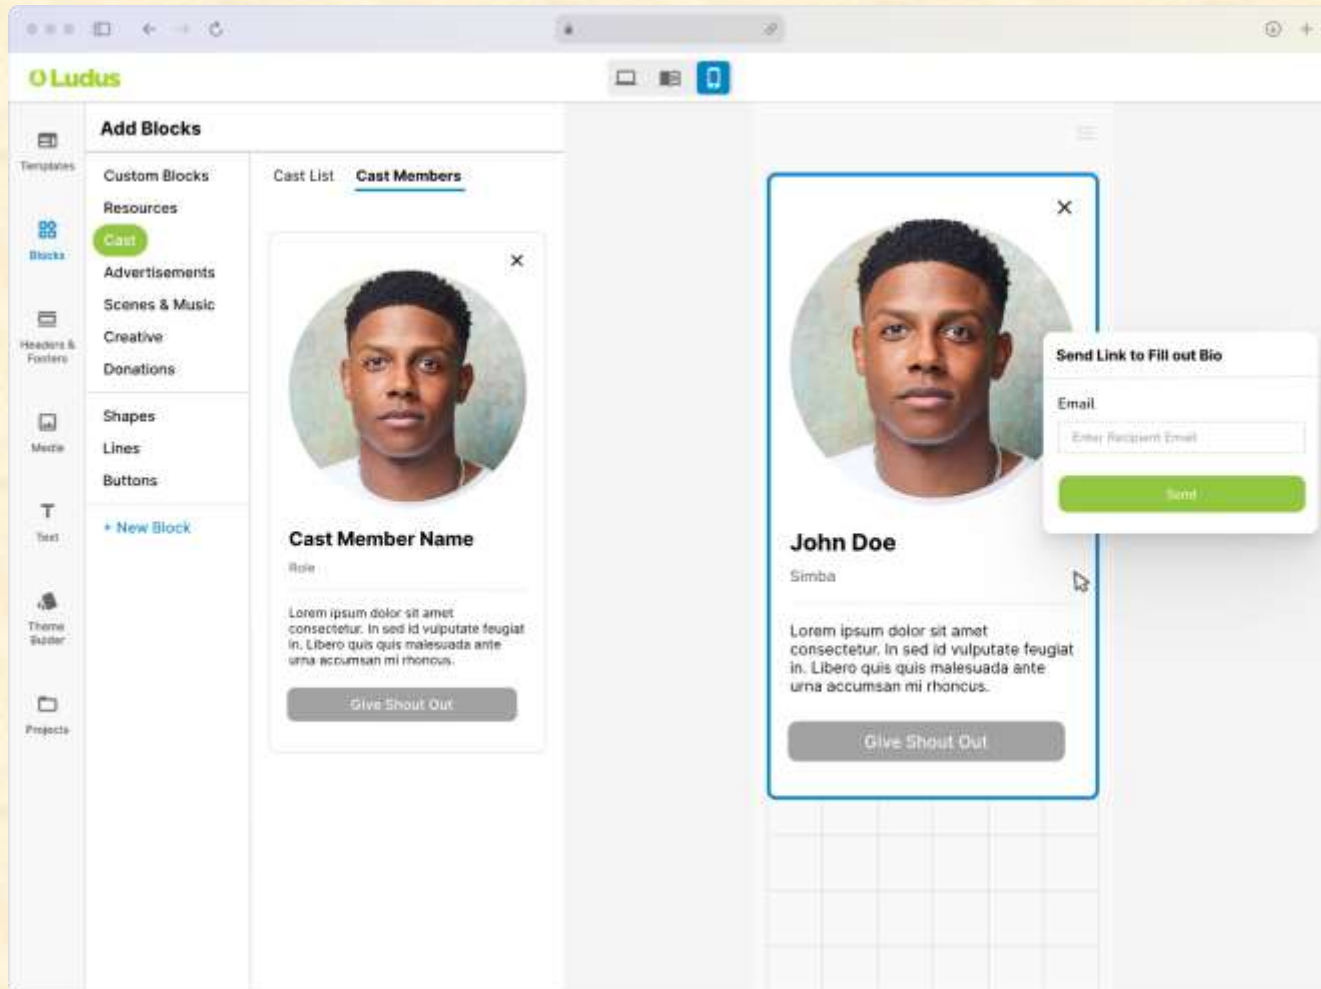 Ludus
Templates
Blocks
Headers &
Footers
Media
Text
Theme
Builder
Projects
Add Blocks
Custom Blocks
Resources
Cast
Advertisements
Scenes & Music
Creative
Donations
Shapes
Lines
Buttons
+ New Block
Cast List
Cast Members
Cast Member Name
Role
Lorem ipsum dolor sit amet
consectetur. In sed id vulputate feugiat
in. Libero quis quis malesuada ante
urna accumsan mi rhoncus.
Give Shout Out
John Doe
Simba
Lorem ipsum dolor sit amet
consectetur. In sed id vulputate feugiat
in. Libero quis quis malesuada ante
urna accumsan mi rhoncus.
Give Shout Out
Send Link to Fill out Bio
Email
Enter Recipient Email
Send